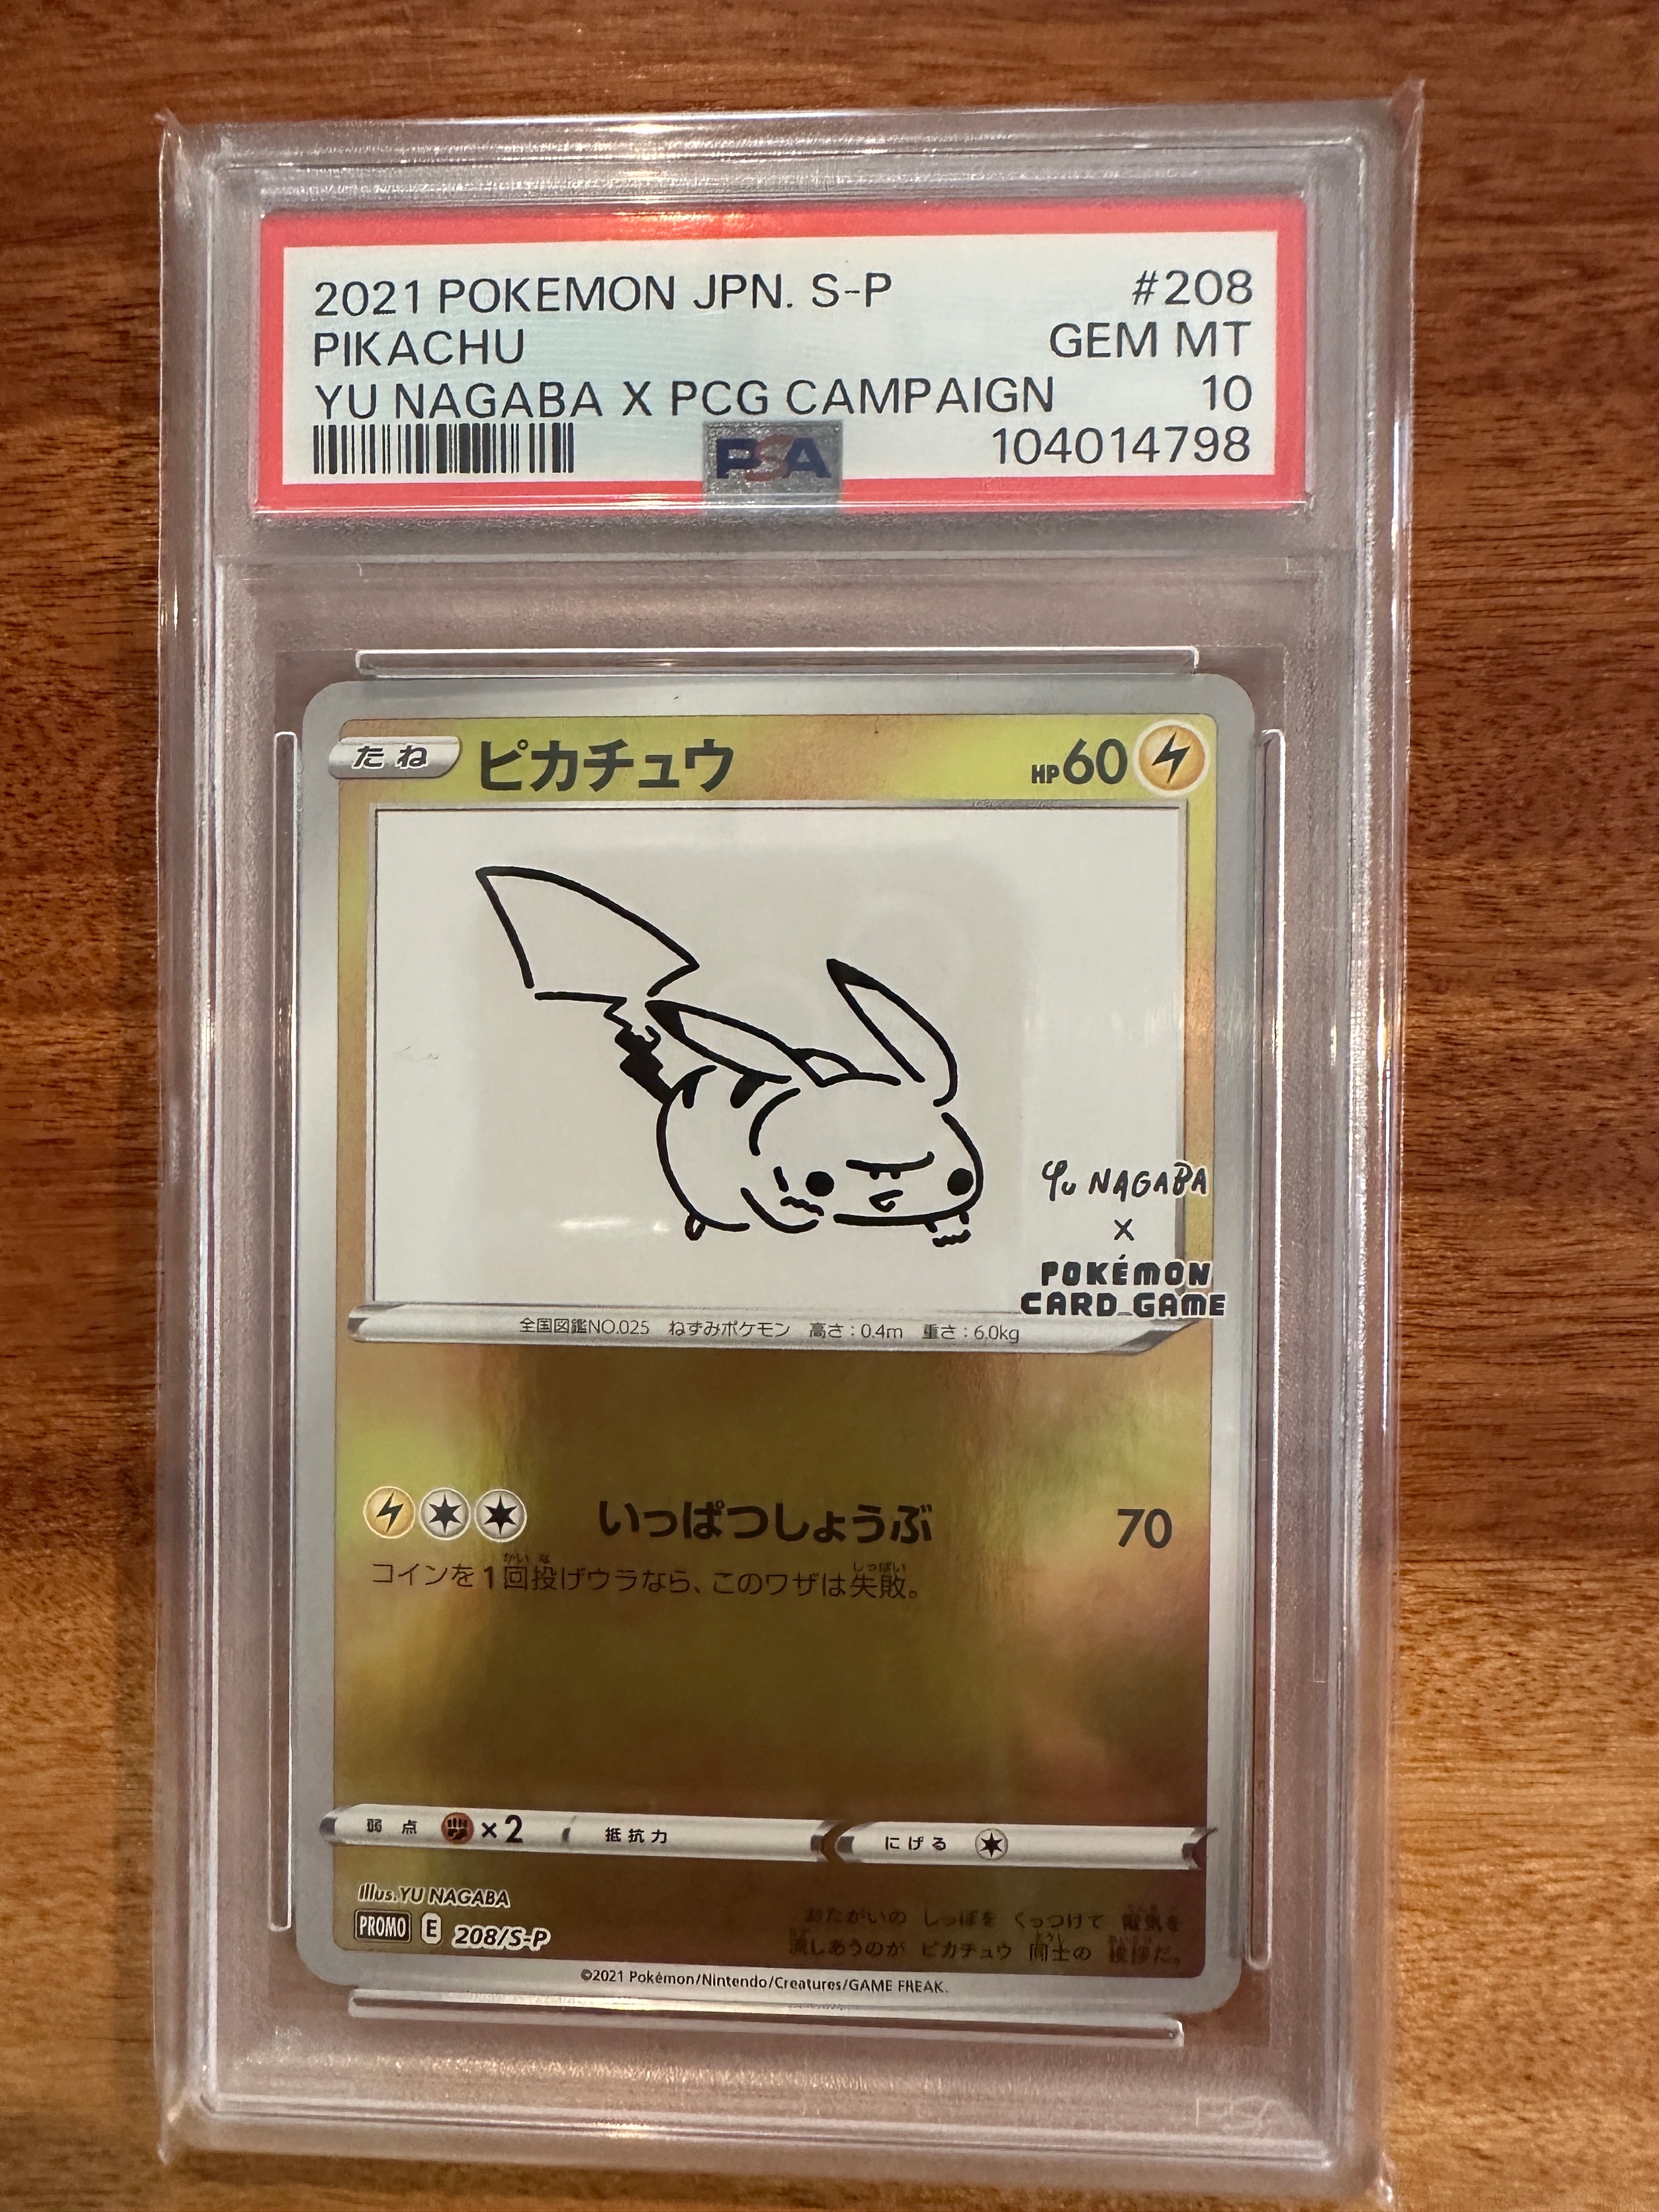 2021 POKEMON JPN. S-P #208
PIKACHU GEM MT
YU NAGABA X PCG CAMPAIGN 10
PSA 104014798
たね ピカチュウ HP60
YU NAGABA
X
POKÉMON
CARD GAME
全国図鑑NO.025 ねずみポケモン 高さ:0.4m 重さ:6.0kg
いっぱつしょうぶ 70
コインを1回投げウラなら、このワザは失敗。
弱点 ×2 抵抗力 にげる
Illus.YU NAGABA
PROMO E 208/S-P
おたがいの しっぽを くっつけて 電気を
流しあうのが ピカチュウ 同士の 挨拶だ。
©2021 Pokémon/Nintendo/Creatures/GAME FREAK.